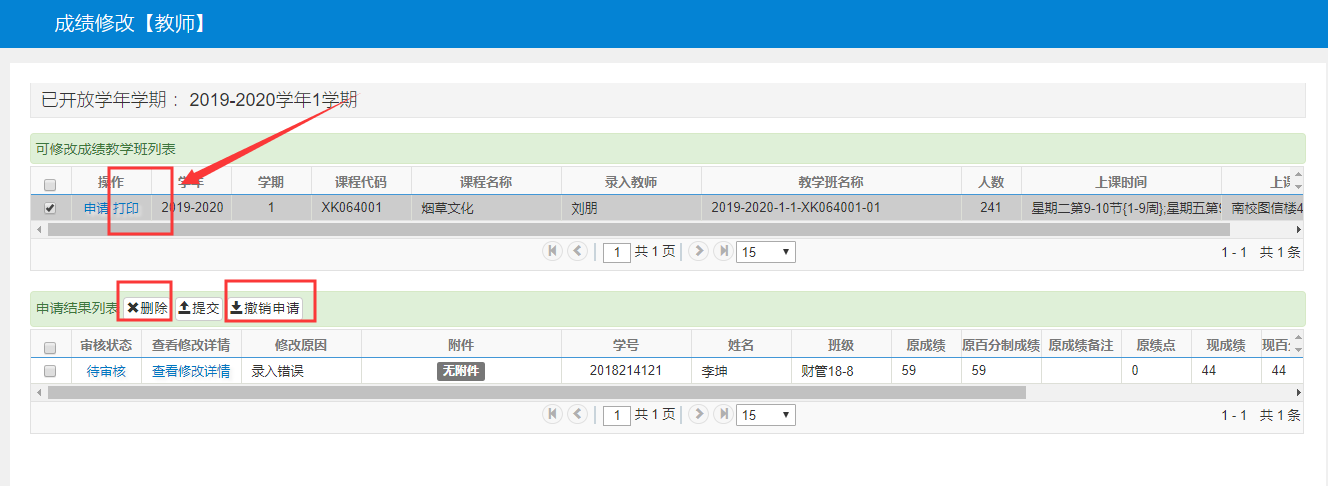 成绩修改【教师】
已开放学年学期： 2019-2020学年1学期
可修改成绩教学班列表
操作 学年 学期 课程代码 课程名称 录入教师 教学班名称 人数 上课时间
申请 打印 2019-2020 1 XK064001 烟草文化 刘朋 2019-2020-1-1-XK064001-01 241 星期二第9-10节{1-9周};星期五第 南校图信楼4
1 共 1 页 15 1 - 1 共 1 条
申请结果列表 删除 提交 撤销申请
审核状态 查看修改详情 修改原因 附件 学号 姓名 班级 原成绩 原百分制成绩 原成绩备注 原绩点 现成绩 现百
待审核 查看修改详情 录入错误 无附件 2018214121 李坤 财管18-8 59 59 0 44 44
1 共 1 页 15 1 - 1 共 1 条